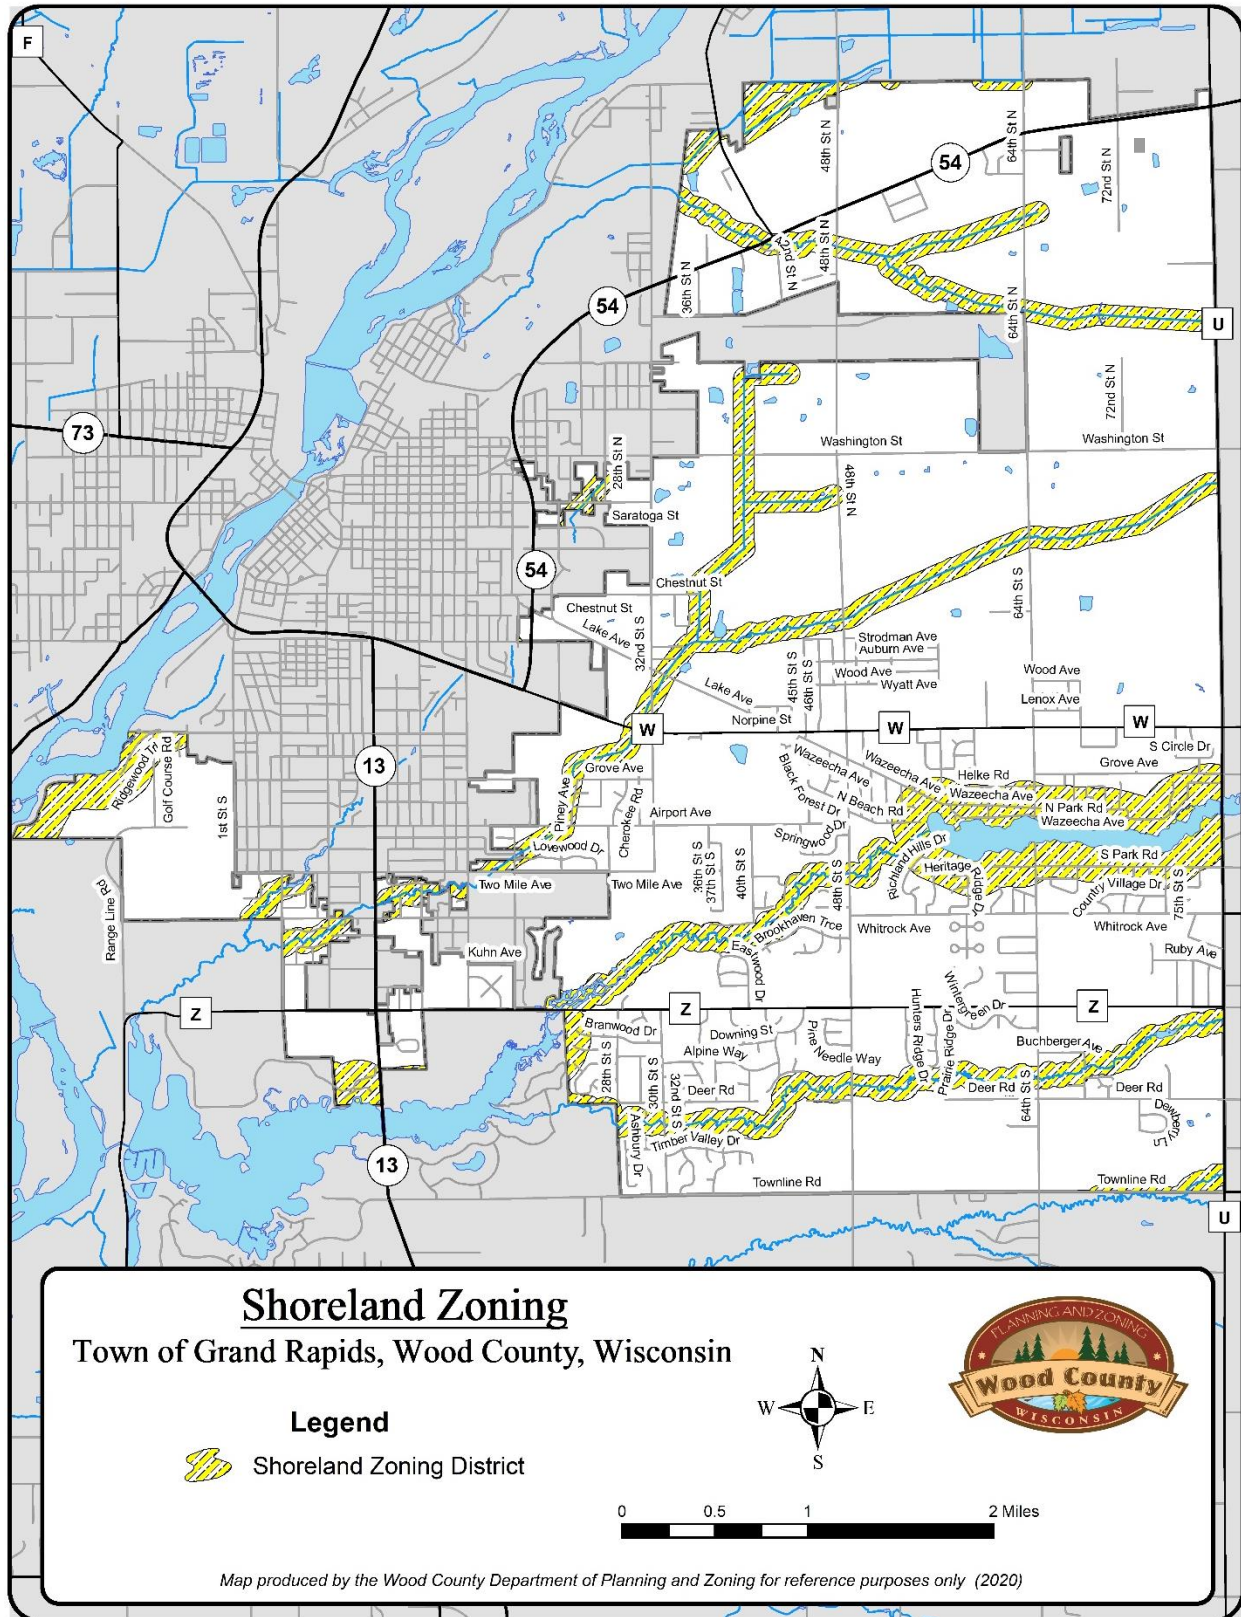 F
48th St N
64th St N
54
72nd St N
42nd St N
48th St N
36th St N
54
64th St N
U
72nd St N
73
Washington St
Washington St
28th St N
48th St N
Saratoga St
54
Chestnut St
64th St S
Chestnut St
Lake Ave
32nd St S
Strodman Ave
Auburn Ave
45th St S
46th St S
Wood Ave
Wood Ave
Wyatt Ave
Lake Ave
Lenox Ave
Norpine St
W
W
W
Ridgewood Trl
Golf Course Rd
13
S Circle Dr
Wazeecha Ave
Wazeecha Ave
Grove Ave
Grove Ave
Helke Rd
Black Forest Dr
Wazeecha Ave
1st St S
Piney Ave
Cherokee Rd
N Beach Rd
N Park Rd
Airport Ave
Wazeecha Ave
Springwood Dr
Lovewood Dr
Richland Hills Dr
S Park Rd
Heritage Ridge Dr
Two Mile Ave
Two Mile Ave
36th St S
37th St S
40th St S
48th St S
Country Village Dr
75th St S
Range Line Rd
Brookhaven Trce
Whitrock Ave
Whitrock Ave
Kuhn Ave
Eastwood Dr
Ruby Ave
Wintergreen Dr
Z
Z
Z
Hunters Ridge Dr
Prairie Ridge Dr
Branwood Dr
Downing St
Pine Needle Way
Buchberger Ave
Alpine Way
28th St S
30th St S
32nd St S
Deer Rd
Deer Rd
64th St S
Deer Rd
Ashbury Dr
Timber Valley Dr
Dewberry Ln
13
Townline Rd
Townline Rd
U
Shoreland Zoning
Town of Grand Rapids, Wood County, Wisconsin
Legend
Shoreland Zoning District
N
W E
S
PLANNING AND ZONING
Wood County
WISCONSIN
0 0.5 1 2 Miles
Map produced by the Wood County Department of Planning and Zoning for reference purposes only (2020)